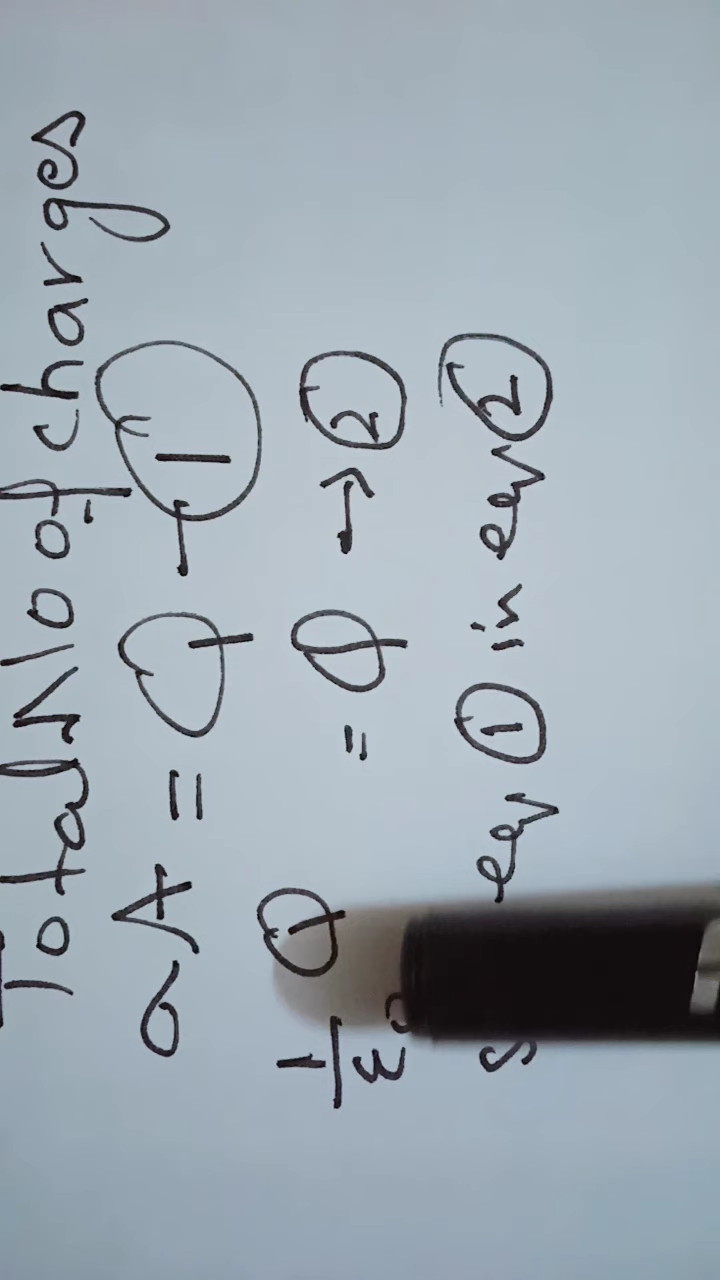 Total No of charges
σA = Q → ①
1/ε₀ Q = φ → ②
eq ① in eq ②